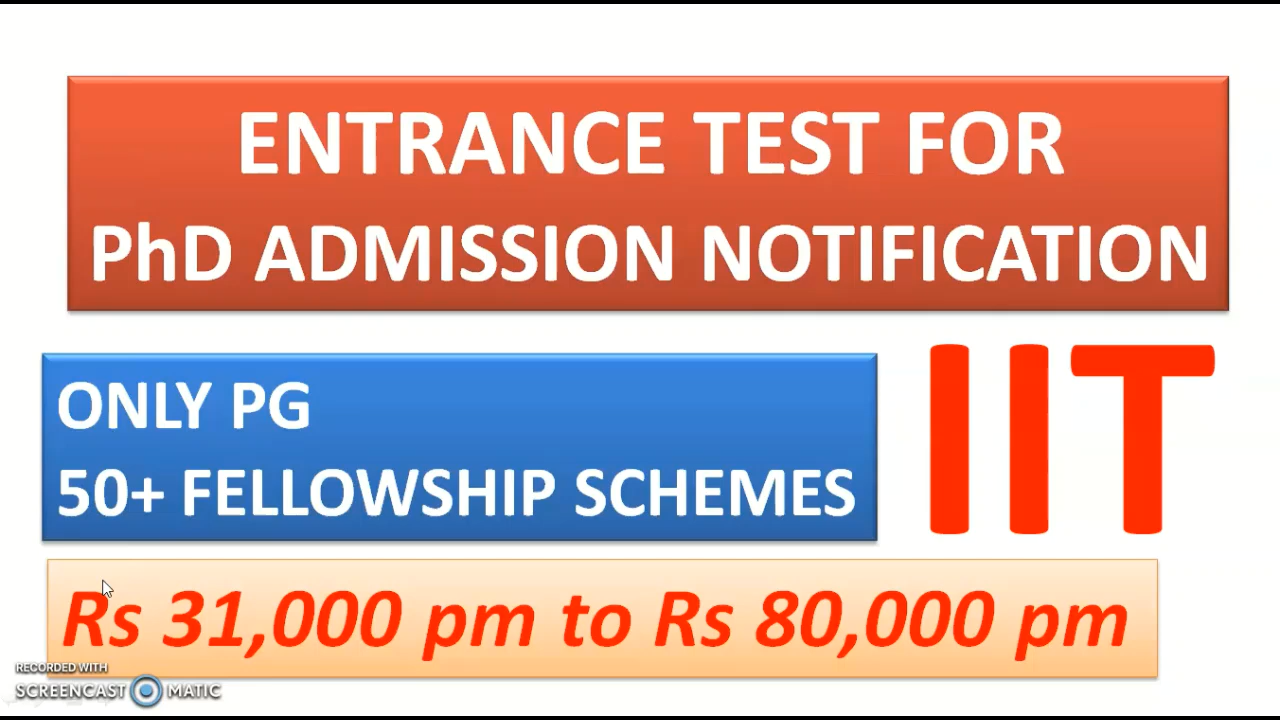 ENTRANCE TEST FOR
PhD ADMISSION NOTIFICATION
ONLY PG
50+ FELLOWSHIP SCHEMES
IIT
Rs 31,000 pm to Rs 80,000 pm
RECORDED WITH
SCREENCAST MATIC